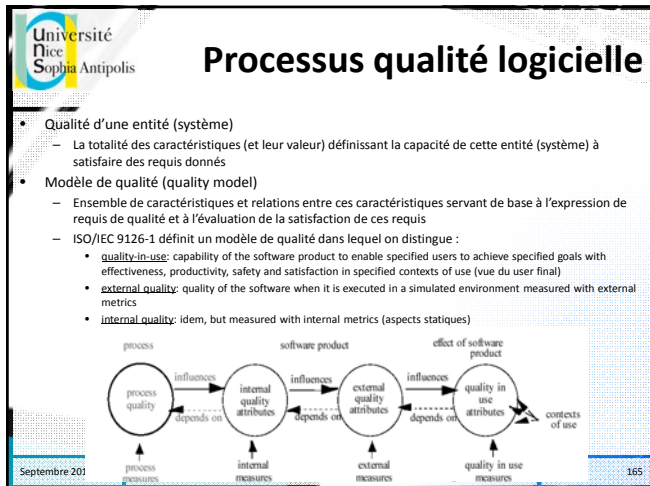 Université
Nice
Sophia Antipolis
Processus qualité logicielle
• Qualité d'une entité (système)
– La totalité des caractéristiques (et leur valeur) définissant la capacité de cette entité (système) à
satisfaire des requis donnés
• Modèle de qualité (quality model)
– Ensemble de caractéristiques et relations entre ces caractéristiques servant de base à l'expression de
requis de qualité et à l'évaluation de la satisfaction de ces requis
– ISO/IEC 9126-1 définit un modèle de qualité dans lequel on distingue :
• quality-in-use: capability of the software product to enable specified users to achieve specified goals with
effectiveness, productivity, safety and satisfaction in specified contexts of use (vue du user final)
• external quality: quality of the software when it is executed in a simulated environment measured with external
metrics
• internal quality: idem, but measured with internal metrics (aspects statiques)
process
software product
effect of software
product
process
quality
influences
depends on
internal
quality
attributes
influences
depends on
external
quality
attributes
influences
depends on
quality in
use
attributes
contexts
of use
process
measures
internal
measures
external
measures
quality in use
measures
Septembre 201
165